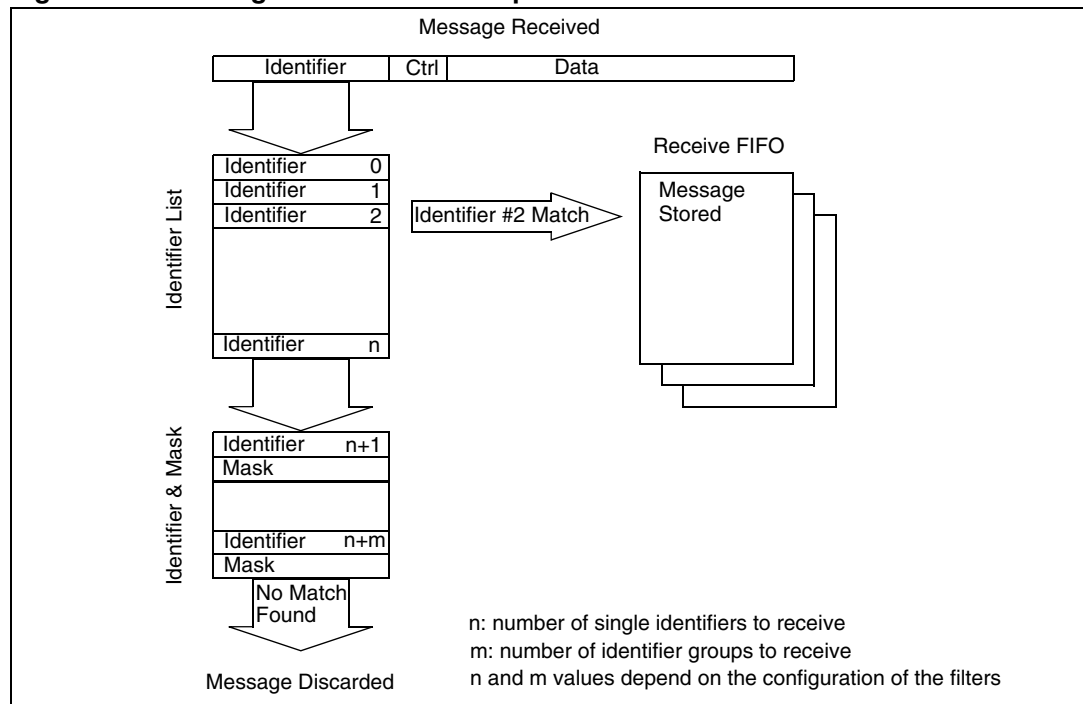 Message Received
Identifier Ctrl Data
Receive FIFO
Identifier List
Identifier 0
Identifier 1
Identifier 2
Identifier #2 Match
Message
Stored
Identifier n
Identifier & Mask
Identifier n+1
Mask
Identifier n+m
Mask
No Match
Found
Message Discarded
n: number of single identifiers to receive
m: number of identifier groups to receive
n and m values depend on the configuration of the filters